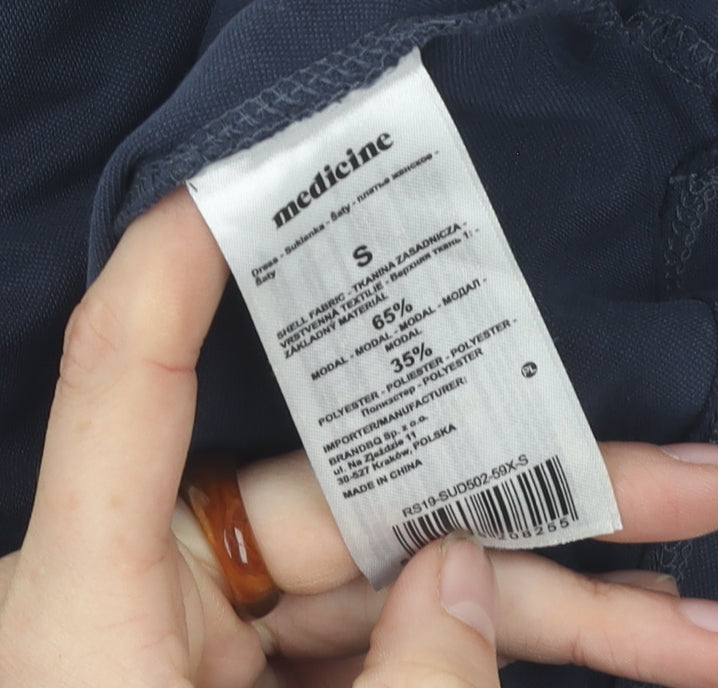 medicine
Dress - Sukienka - Šaty - платье женское -
Šaty
S
SHELL FABRIC - TKANINA ZASADNICZA -
VRSTVENNÁ TEXTILIE - Верхняя ткань 1: -
ZÁKLADNÝ MATERIÁL
65%
MODAL - MODAL - MODAL - МОДАЛ -
MODAL
35%
POLYESTER - POLIESTER - POLYESTER -
Полиэстер - POLYESTER
IMPORTER/MANUFACTURER:
BRANDBQ Sp. z o.o.
ul. Na Zjeździe 11
30-527 Kraków, POLSKA
MADE IN CHINA
PL
RS19-SUD502-59X-S
08255